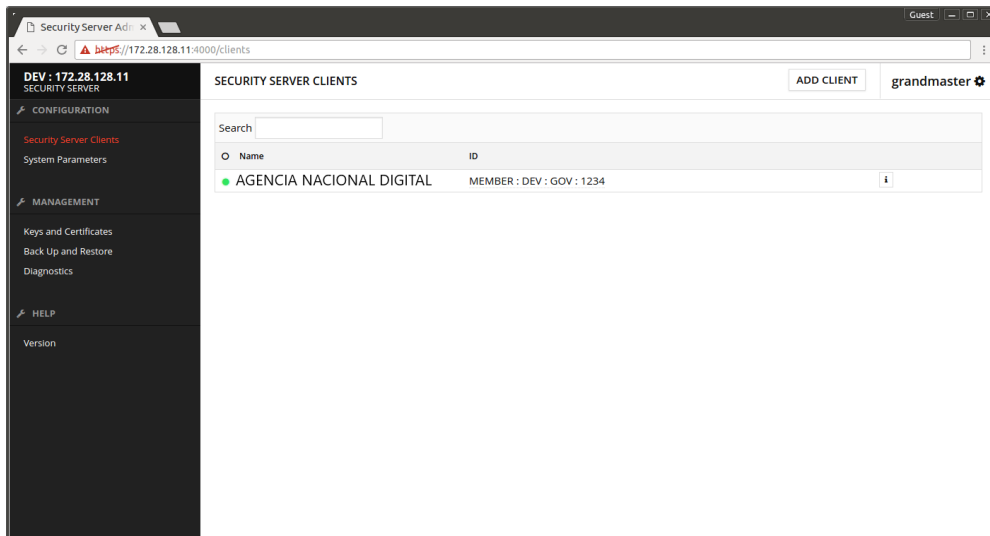 Guest
Security Server Adm
https://172.28.128.11:4000/clients
DEV : 172.28.128.11
SECURITY SERVER
SECURITY SERVER CLIENTS
ADD CLIENT
grandmaster
CONFIGURATION
Security Server Clients
System Parameters
MANAGEMENT
Keys and Certificates
Back Up and Restore
Diagnostics
HELP
Version
Search
Name ID
AGENCIA NACIONAL DIGITAL MEMBER : DEV : GOV : 1234 i